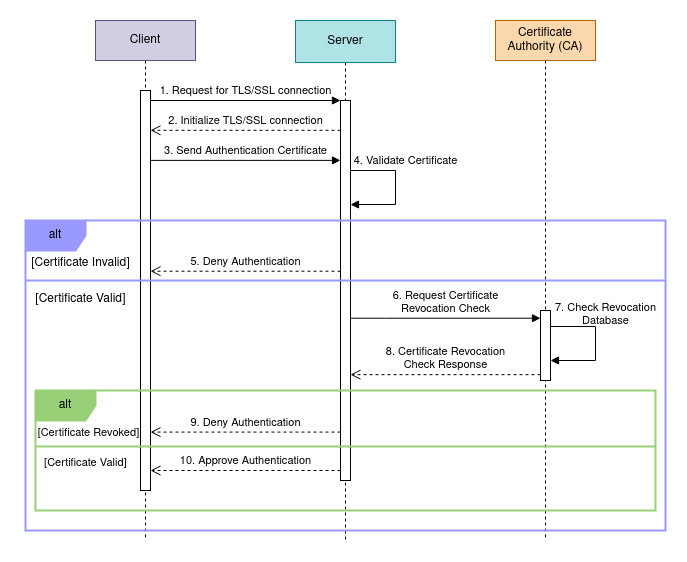 Client
Server
Certificate
Authority (CA)
1. Request for TLS/SSL connection
2. Initialize TLS/SSL connection
3. Send Authentication Certificate
4. Validate Certificate
alt
[Certificate Invalid]
5. Deny Authentication
[Certificate Valid]
6. Request Certificate
Revocation Check
7. Check Revocation
Database
8. Certificate Revocation
Check Response
alt
9. Deny Authentication
[Certificate Revoked]
10. Approve Authentication
[Certificate Valid]